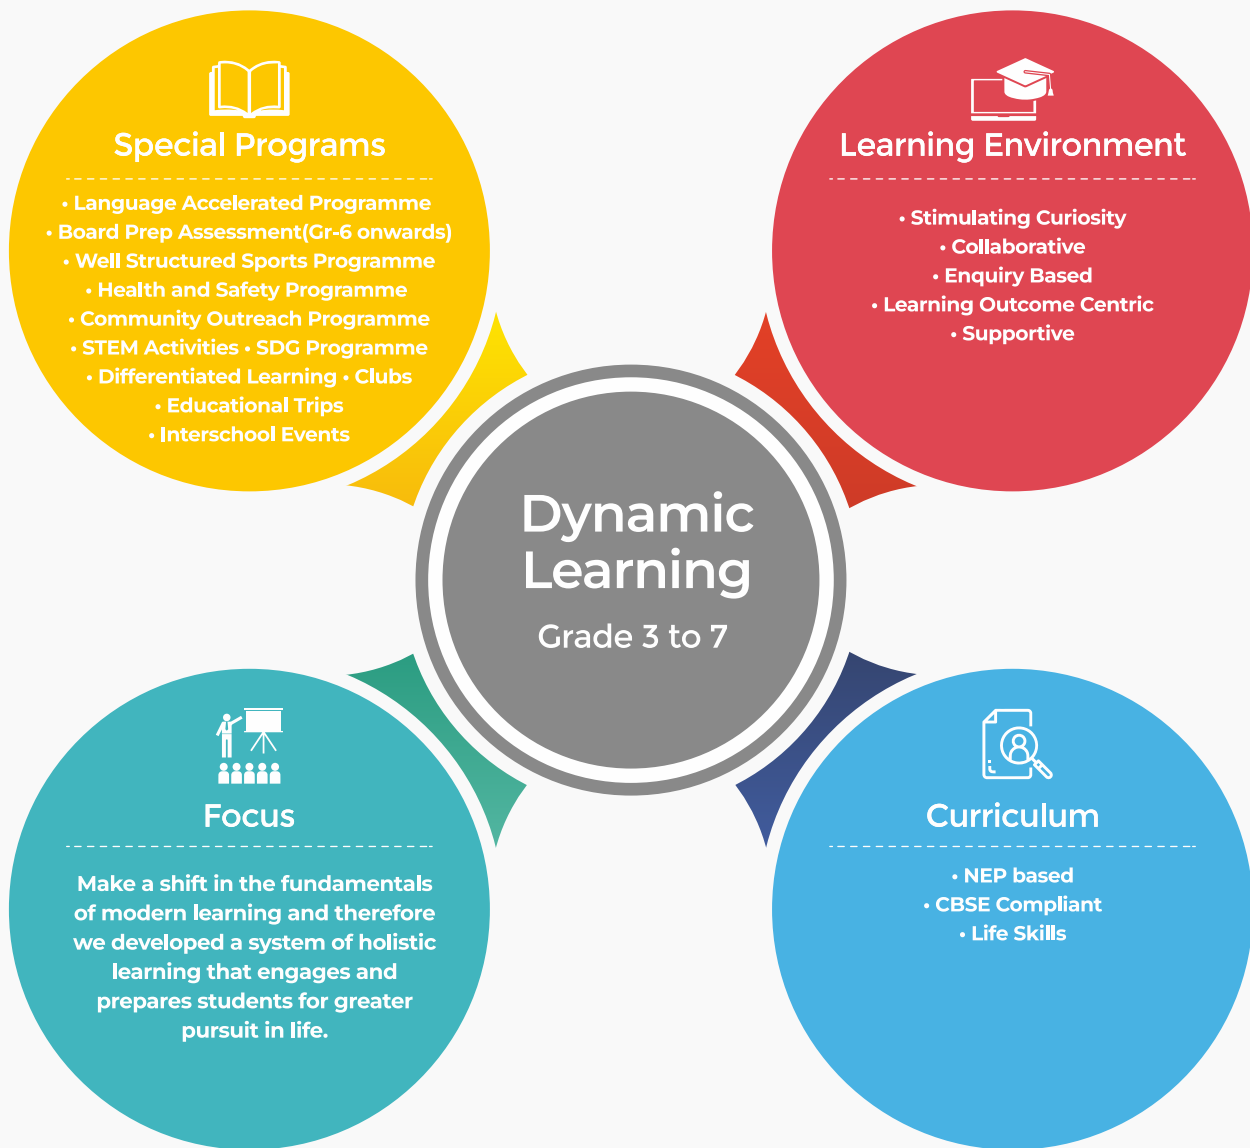 Special Programs
• Language Accelerated Programme
• Board Prep Assessment(Gr-6 onwards)
• Well Structured Sports Programme
• Health and Safety Programme
• Community Outreach Programme
• STEM Activities • SDG Programme
• Differentiated Learning • Clubs
• Educational Trips
• Interschool Events
Learning Environment
• Stimulating Curiosity
• Collaborative
• Enquiry Based
• Learning Outcome Centric
• Supportive
Dynamic
Learning
Grade 3 to 7
Focus
Make a shift in the fundamentals
of modern learning and therefore
we developed a system of holistic
learning that engages and
prepares students for greater
pursuit in life.
Curriculum
• NEP based
• CBSE Compliant
• Life Skills